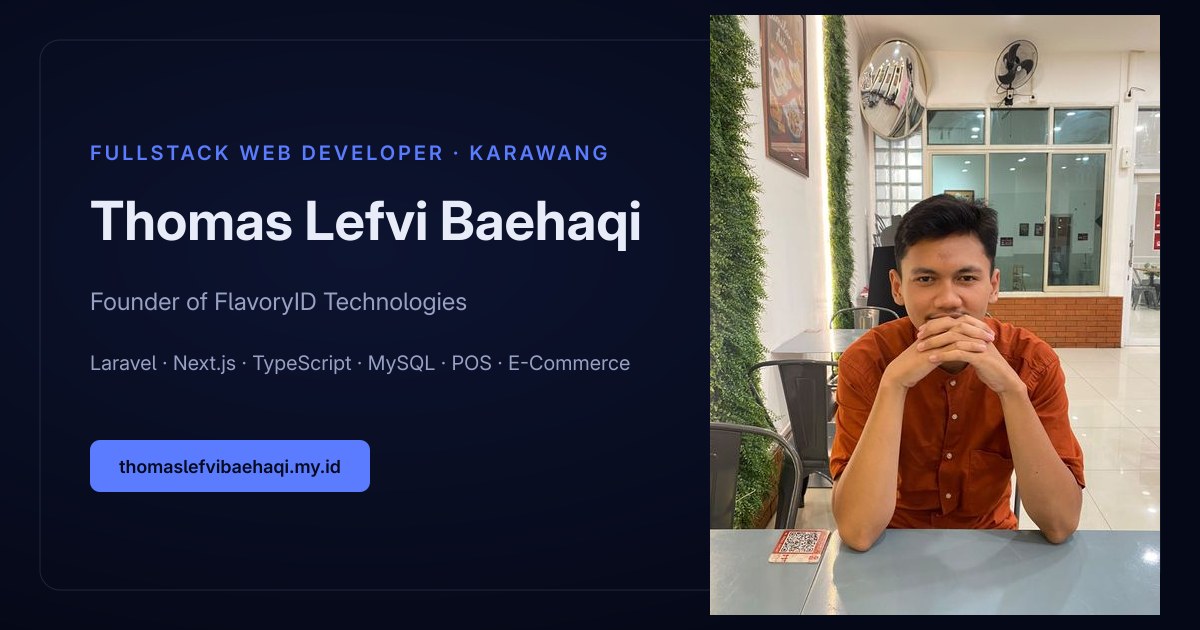 FULLSTACK WEB DEVELOPER · KARAWANG
Thomas Lefvi Baehaqi
Founder of FlavoryID Technologies
Laravel · Next.js · TypeScript · MySQL · POS · E-Commerce
thomaslefvibaehaqi.my.id